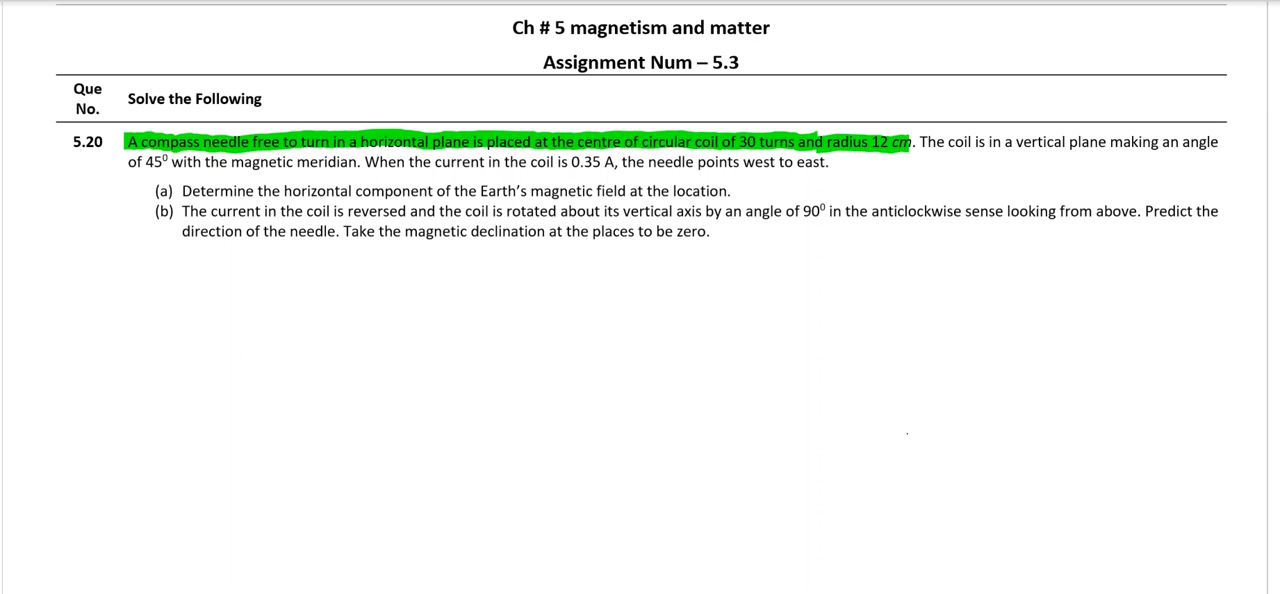 Ch # 5 magnetism and matter
Assignment Num – 5.3
Que
No.
Solve the Following
5.20 A compass needle free to turn in a horizontal plane is placed at the centre of circular coil of 30 turns and radius 12 cm. The coil is in a vertical plane making an angle
of 45⁰ with the magnetic meridian. When the current in the coil is 0.35 A, the needle points west to east.
(a) Determine the horizontal component of the Earth’s magnetic field at the location.
(b) The current in the coil is reversed and the coil is rotated about its vertical axis by an angle of 90⁰ in the anticlockwise sense looking from above. Predict the
direction of the needle. Take the magnetic declination at the places to be zero.